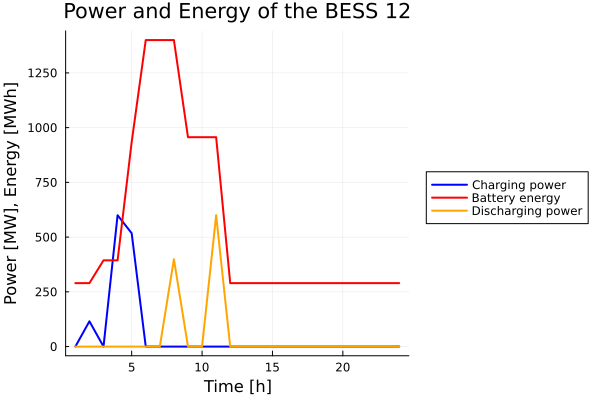 Power and Energy of the BESS 12
Power [MW], Energy [MWh]
1250
1000
750
500
250
0
5
10
15
20
Time [h]
Charging power
Battery energy
Discharging power